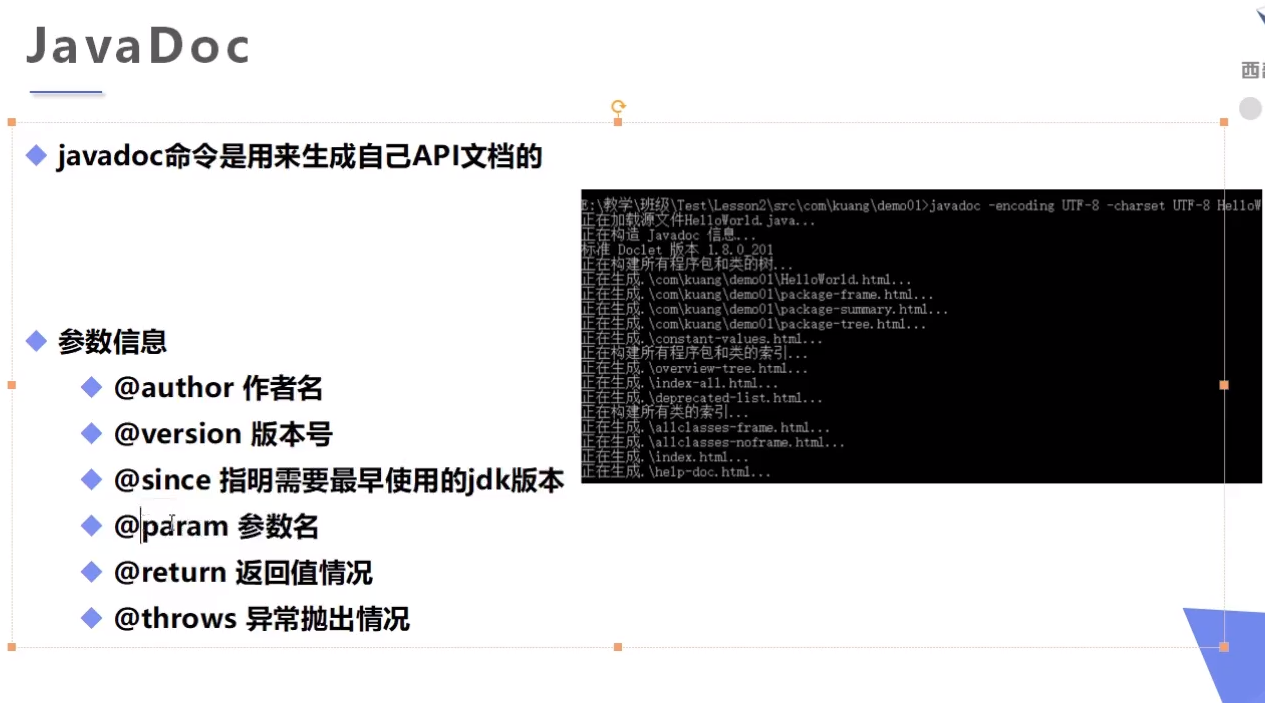 JavaDoc
西
javadoc命令是用来生成自己API文档的
E:\教学\班级\Test\Lesson2\src\com\kuang\demo01>javadoc -encoding UTF-8 -charset UTF-8 HelloW
正在加载源文件HelloWorld.java...
正在构造 Javadoc 信息...
标准 Doclet 版本 1.8.0_201
正在构建所有程序包和类的树...
正在生成.\com\kuang\demo01\HelloWorld.html...
正在生成.\com\kuang\demo01\package-frame.html...
正在生成.\com\kuang\demo01\package-summary.html...
正在生成.\com\kuang\demo01\package-tree.html...
正在生成.\constant-values.html...
正在构建所有程序包和类的索引...
正在生成.\overview-tree.html...
正在生成.\index-all.html...
正在生成.\deprecated-list.html...
正在构建所有类的索引...
正在生成.\allclasses-frame.html...
正在生成.\allclasses-noframe.html...
正在生成.\index.html...
正在生成.\help-doc.html...
参数信息
@author 作者名
@version 版本号
@since 指明需要最早使用的jdk版本
@param 参数名
@return 返回值情况
@throws 异常抛出情况